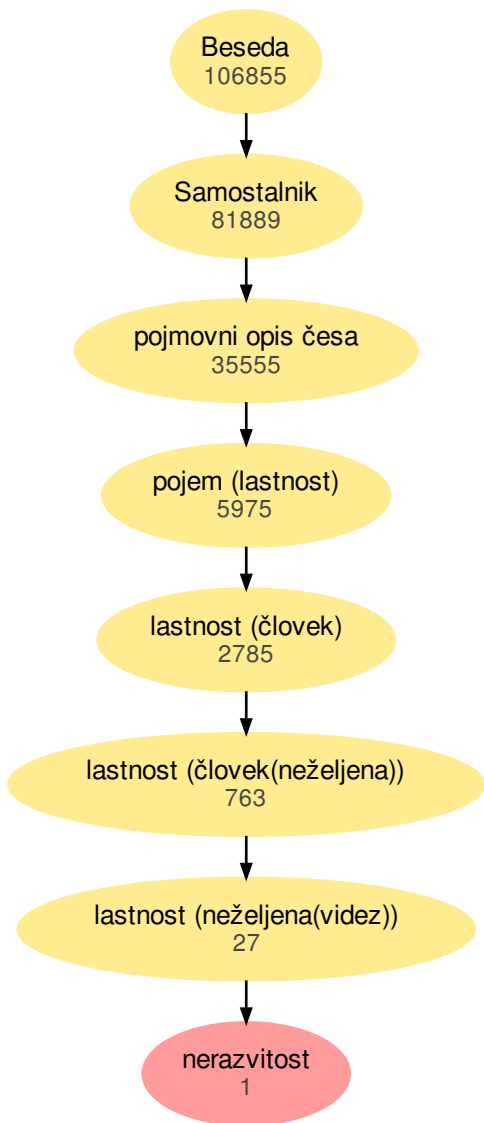 Beseda
106855
Samostalnik
81889
pojmovni opis česa
35555
pojem (lastnost)
5975
lastnost (človek)
2785
lastnost (človek(neželjena))
763
lastnost (neželjena(videz))
27
nerazvitost
1